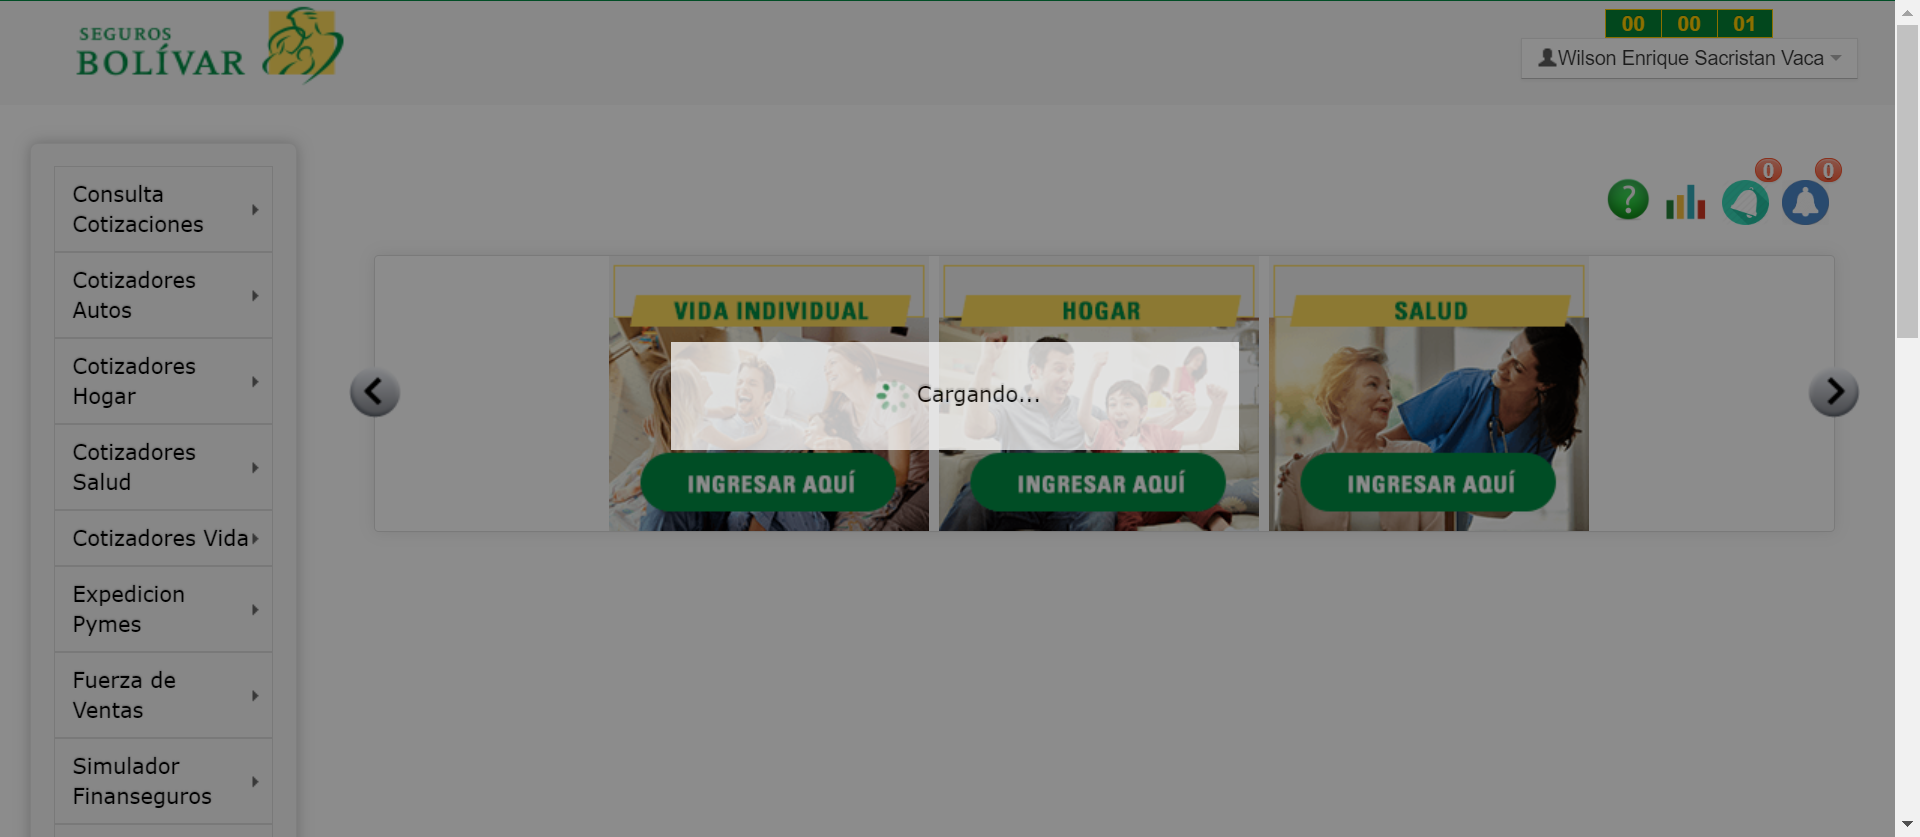 SEGUROS
BOLÍVAR
00 00 01
Wilson Enrique Sacristan Vaca
Consulta
Cotizaciones
Cotizadores
Autos
Cotizadores
Hogar
Cotizadores
Salud
Cotizadores Vida
Expedicion
Pymes
Fuerza de
Ventas
Simulador
Finanseguros
?
0
0
VIDA INDIVIDUAL
INGRESAR AQUÍ
HOGAR
INGRESAR AQUÍ
SALUD
INGRESAR AQUÍ
Cargando...